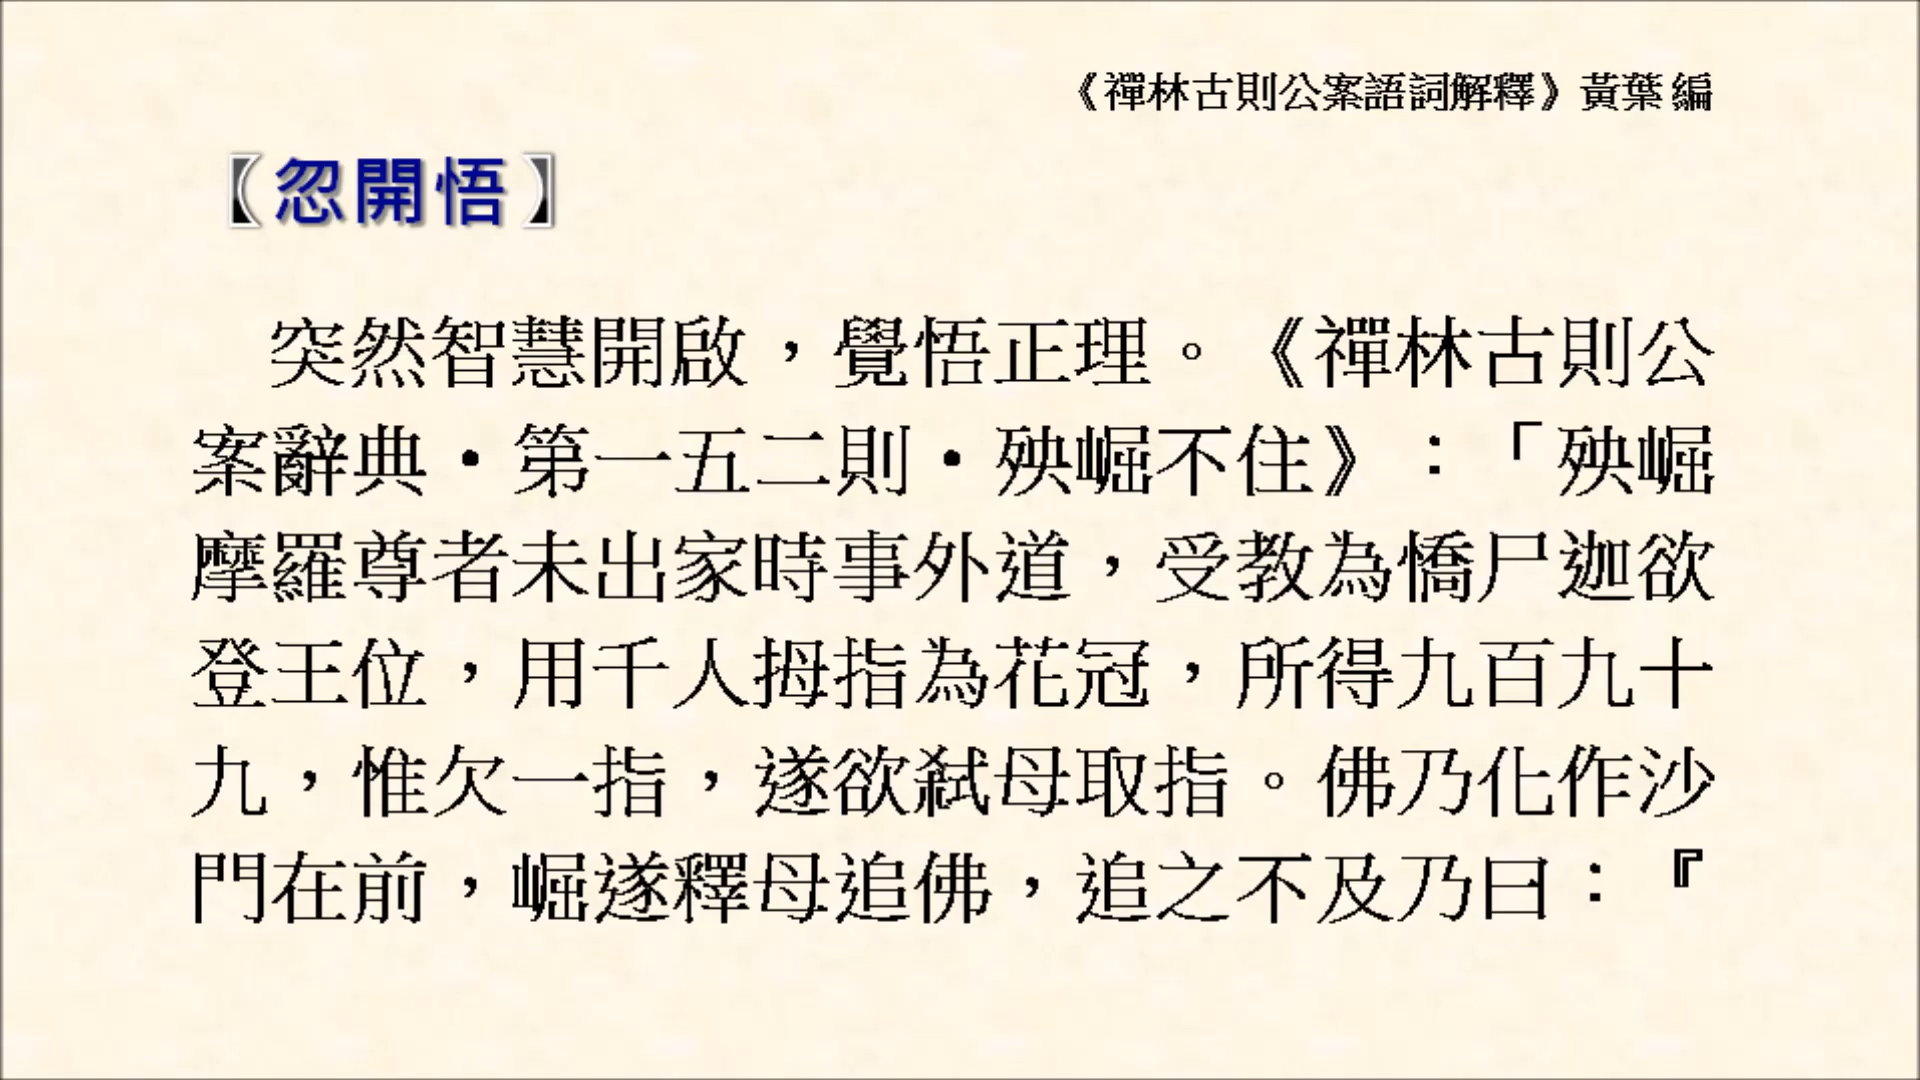 《禪林古則公案語詞解釋》黃葉 編
【忽開悟】
突然智慧開啟，覺悟正理。《禪林古則公
案辭典•第一五二則•殃崛不住》：「殃崛
摩羅尊者未出家時事外道，受教為憍尸迦欲
登王位，用千人拇指為花冠，所得九百九十
九，惟欠一指，遂欲弒母取指。佛乃化作沙
門在前，崛遂釋母追佛，追之不及乃曰：『